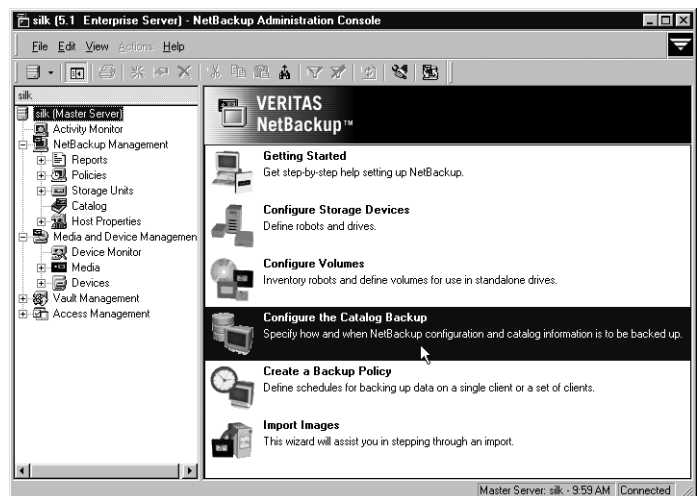 silk (5.1 Enterprise Server) - NetBackup Administration Console
File Edit View Actions Help
silk
silk (Master Server)
Activity Monitor
NetBackup Management
Reports
Policies
Storage Units
Catalog
Host Properties
Media and Device Managemen
Device Monitor
Media
Devices
Vault Management
Access Management
VERITAS
NetBackup™
Getting Started
Get step-by-step help setting up NetBackup.
Configure Storage Devices
Define robots and drives.
Configure Volumes
Inventory robots and define volumes for use in standalone drives.
Configure the Catalog Backup
Specify how and when NetBackup configuration and catalog information is to be backed up.
Create a Backup Policy
Define schedules for backing up data on a single client or a set of clients.
Import Images
This wizard will assist you in stepping through an import.
Master Server: silk - 9:59 AM Connected